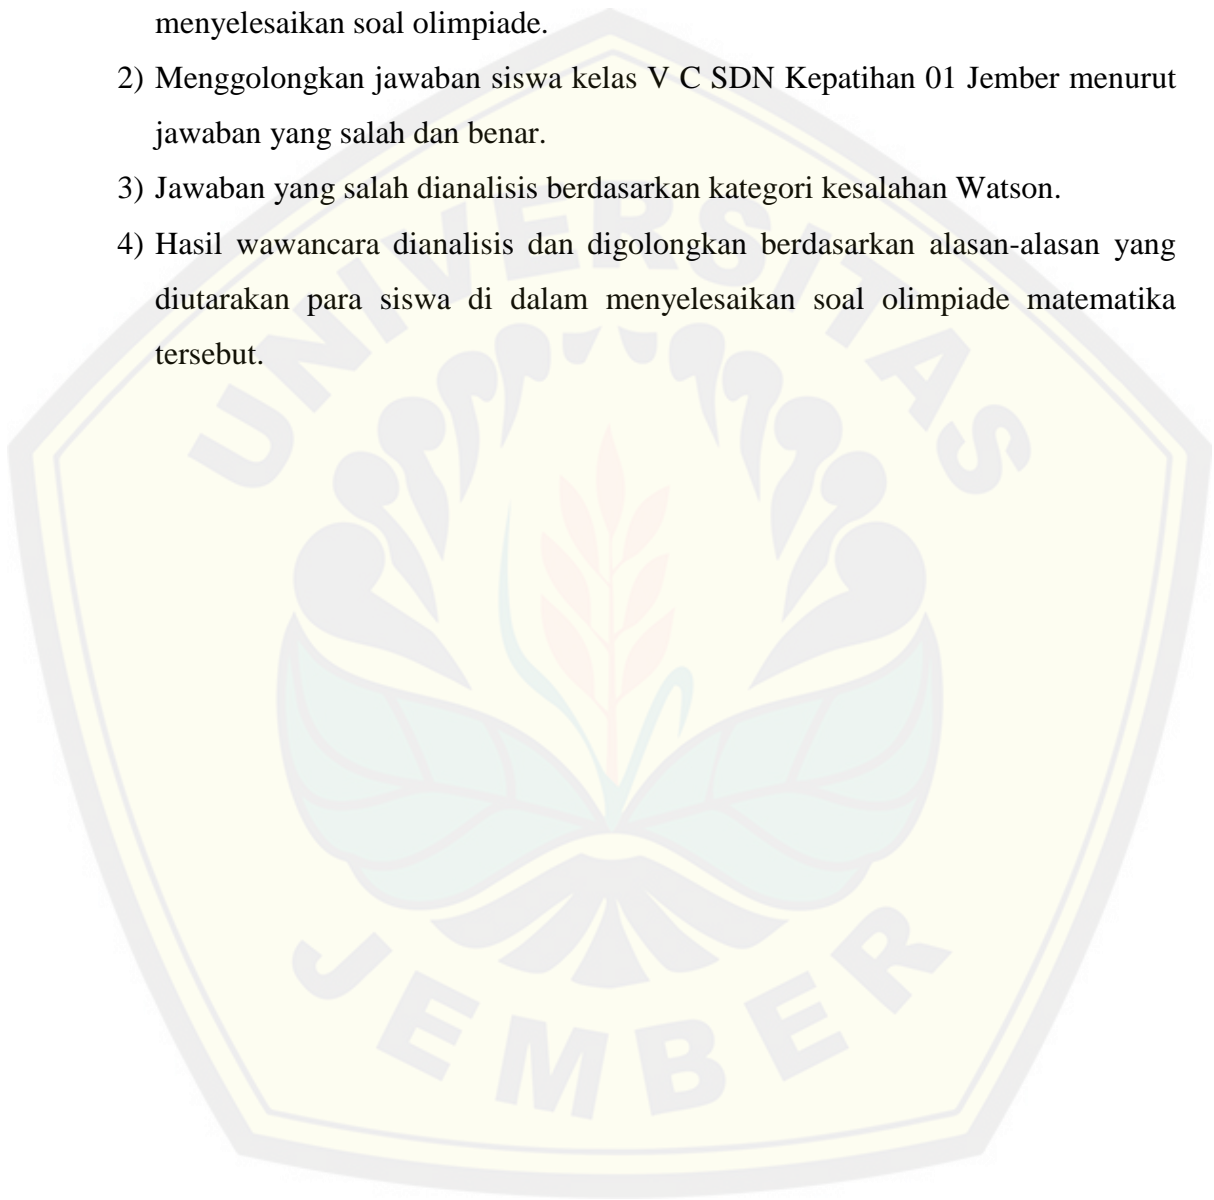 menyelesaikan soal olimpiade.
2) Menggolongkan jawaban siswa kelas V C SDN Kepatihan 01 Jember menurut
jawaban yang salah dan benar.
3) Jawaban yang salah dianalisis berdasarkan kategori kesalahan Watson.
4) Hasil wawancara dianalisis dan digolongkan berdasarkan alasan-alasan yang
diutarakan para siswa di dalam menyelesaikan soal olimpiade matematika
tersebut.
UNIVERSITAS
JEMBER